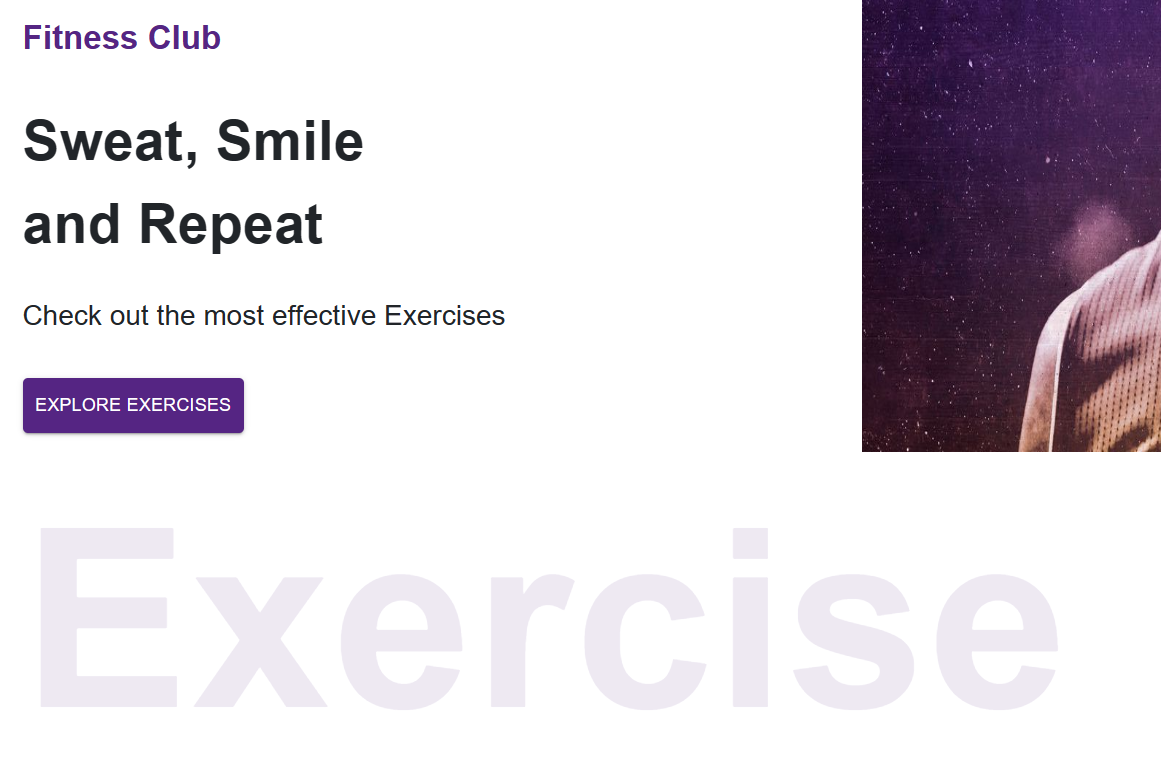 Fitness Club
Sweat, Smile
and Repeat
Check out the most effective Exercises
EXPLORE EXERCISES
Exercise